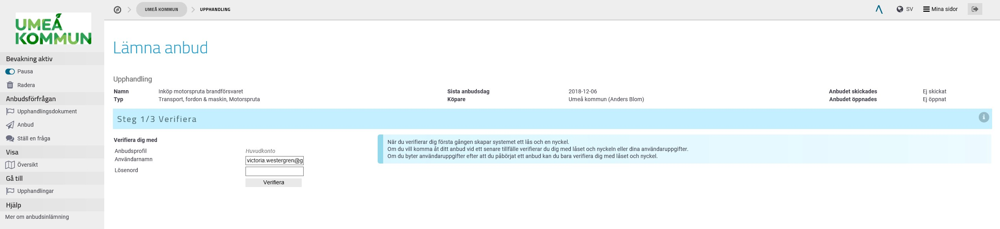 UMEÅ
KOMMUN
Bevakning aktiv
Pausa
Radera
Anbudsförfrågan
Upphandlingsdokument
Anbud
Ställ en fråga
Visa
Översikt
Gå till
Upphandlingar
Hjälp
Mer om anbudsinlämning
UMEÅ KOMMUN UPPHANDLING SV Mina sidor
Lämna anbud
Upphandling
Namn Inköp motorspruta brandförsvaret Sista anbudsdag 2018-12-06 Anbudet skickades Ej skickat
Typ Transport, fordon & maskin, Motorspruta Köpare Umeå kommun (Anders Blom) Anbudet öppnades Ej öppnat
Steg 1/3 Verifiera
Verifiera dig med
Anbudsprofil Huvudkonto
Användarnamn victoria.westergren@g
Lösenord
Verifiera
När du verifierar dig första gången skapar systemet ett lås och en nyckel.
Om du vill komma åt ditt anbud vid ett senare tillfälle verifierar du dig med låset och nyckeln eller dina användaruppgifter.
Om du byter användaruppgifter efter att du påbörjat ett anbud kan du bara verifiera dig med låset och nyckel.